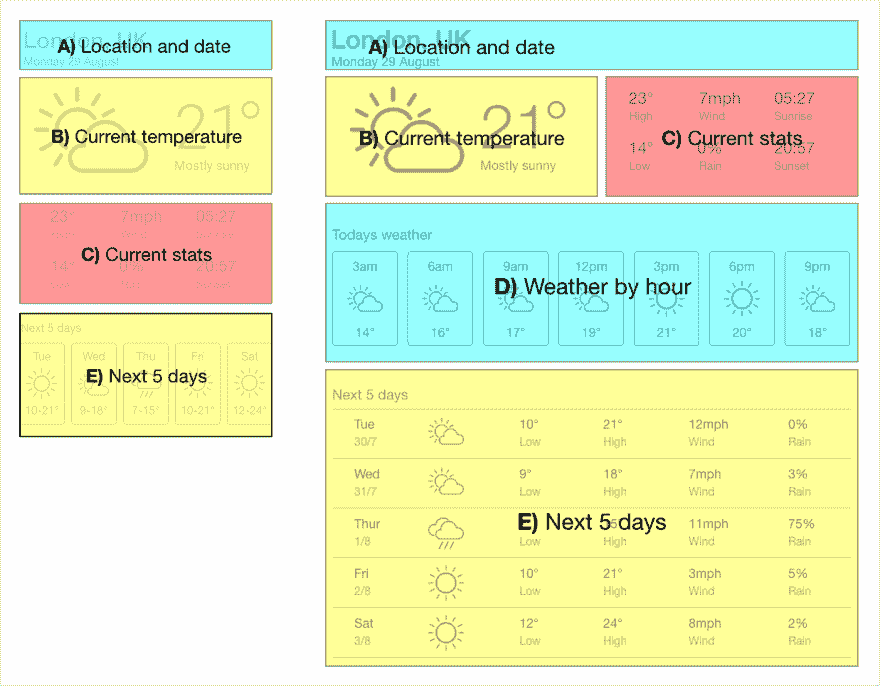 London, UK
A) Location and date
Monday 29 August
21°
B) Current temperature
Mostly sunny
23° 7mph 05:27
C) Current stats
14° 0% 20:57
Next 5 days
Tue Wed Thu Fri Sat
E) Next 5 days
10-21° 9-18° 7-15° 10-21° 12-24°
London, UK
A) Location and date
Monday 29 August
21°
B) Current temperature
Mostly sunny
23° 7mph 05:27
High Wind Sunrise
C) Current stats
14° 0% 20:57
Low Rain Sunset
Todays weather
3am 6am 9am 12pm 3pm 6pm 9pm
D) Weather by hour
14° 16° 17° 19° 21° 20° 18°
Next 5 days
Tue 10° 21° 12mph 0%
30/7 Low High Wind Rain
Wed 9° 18° 7mph 3%
31/7 Low High Wind Rain
Thur 11mph 75%
E) Next 5 days
1/8 Low High Wind Rain
Fri 10° 21° 3mph 5%
2/8 Low High Wind Rain
Sat 12° 24° 8mph 2%
3/8 Low High Wind Rain